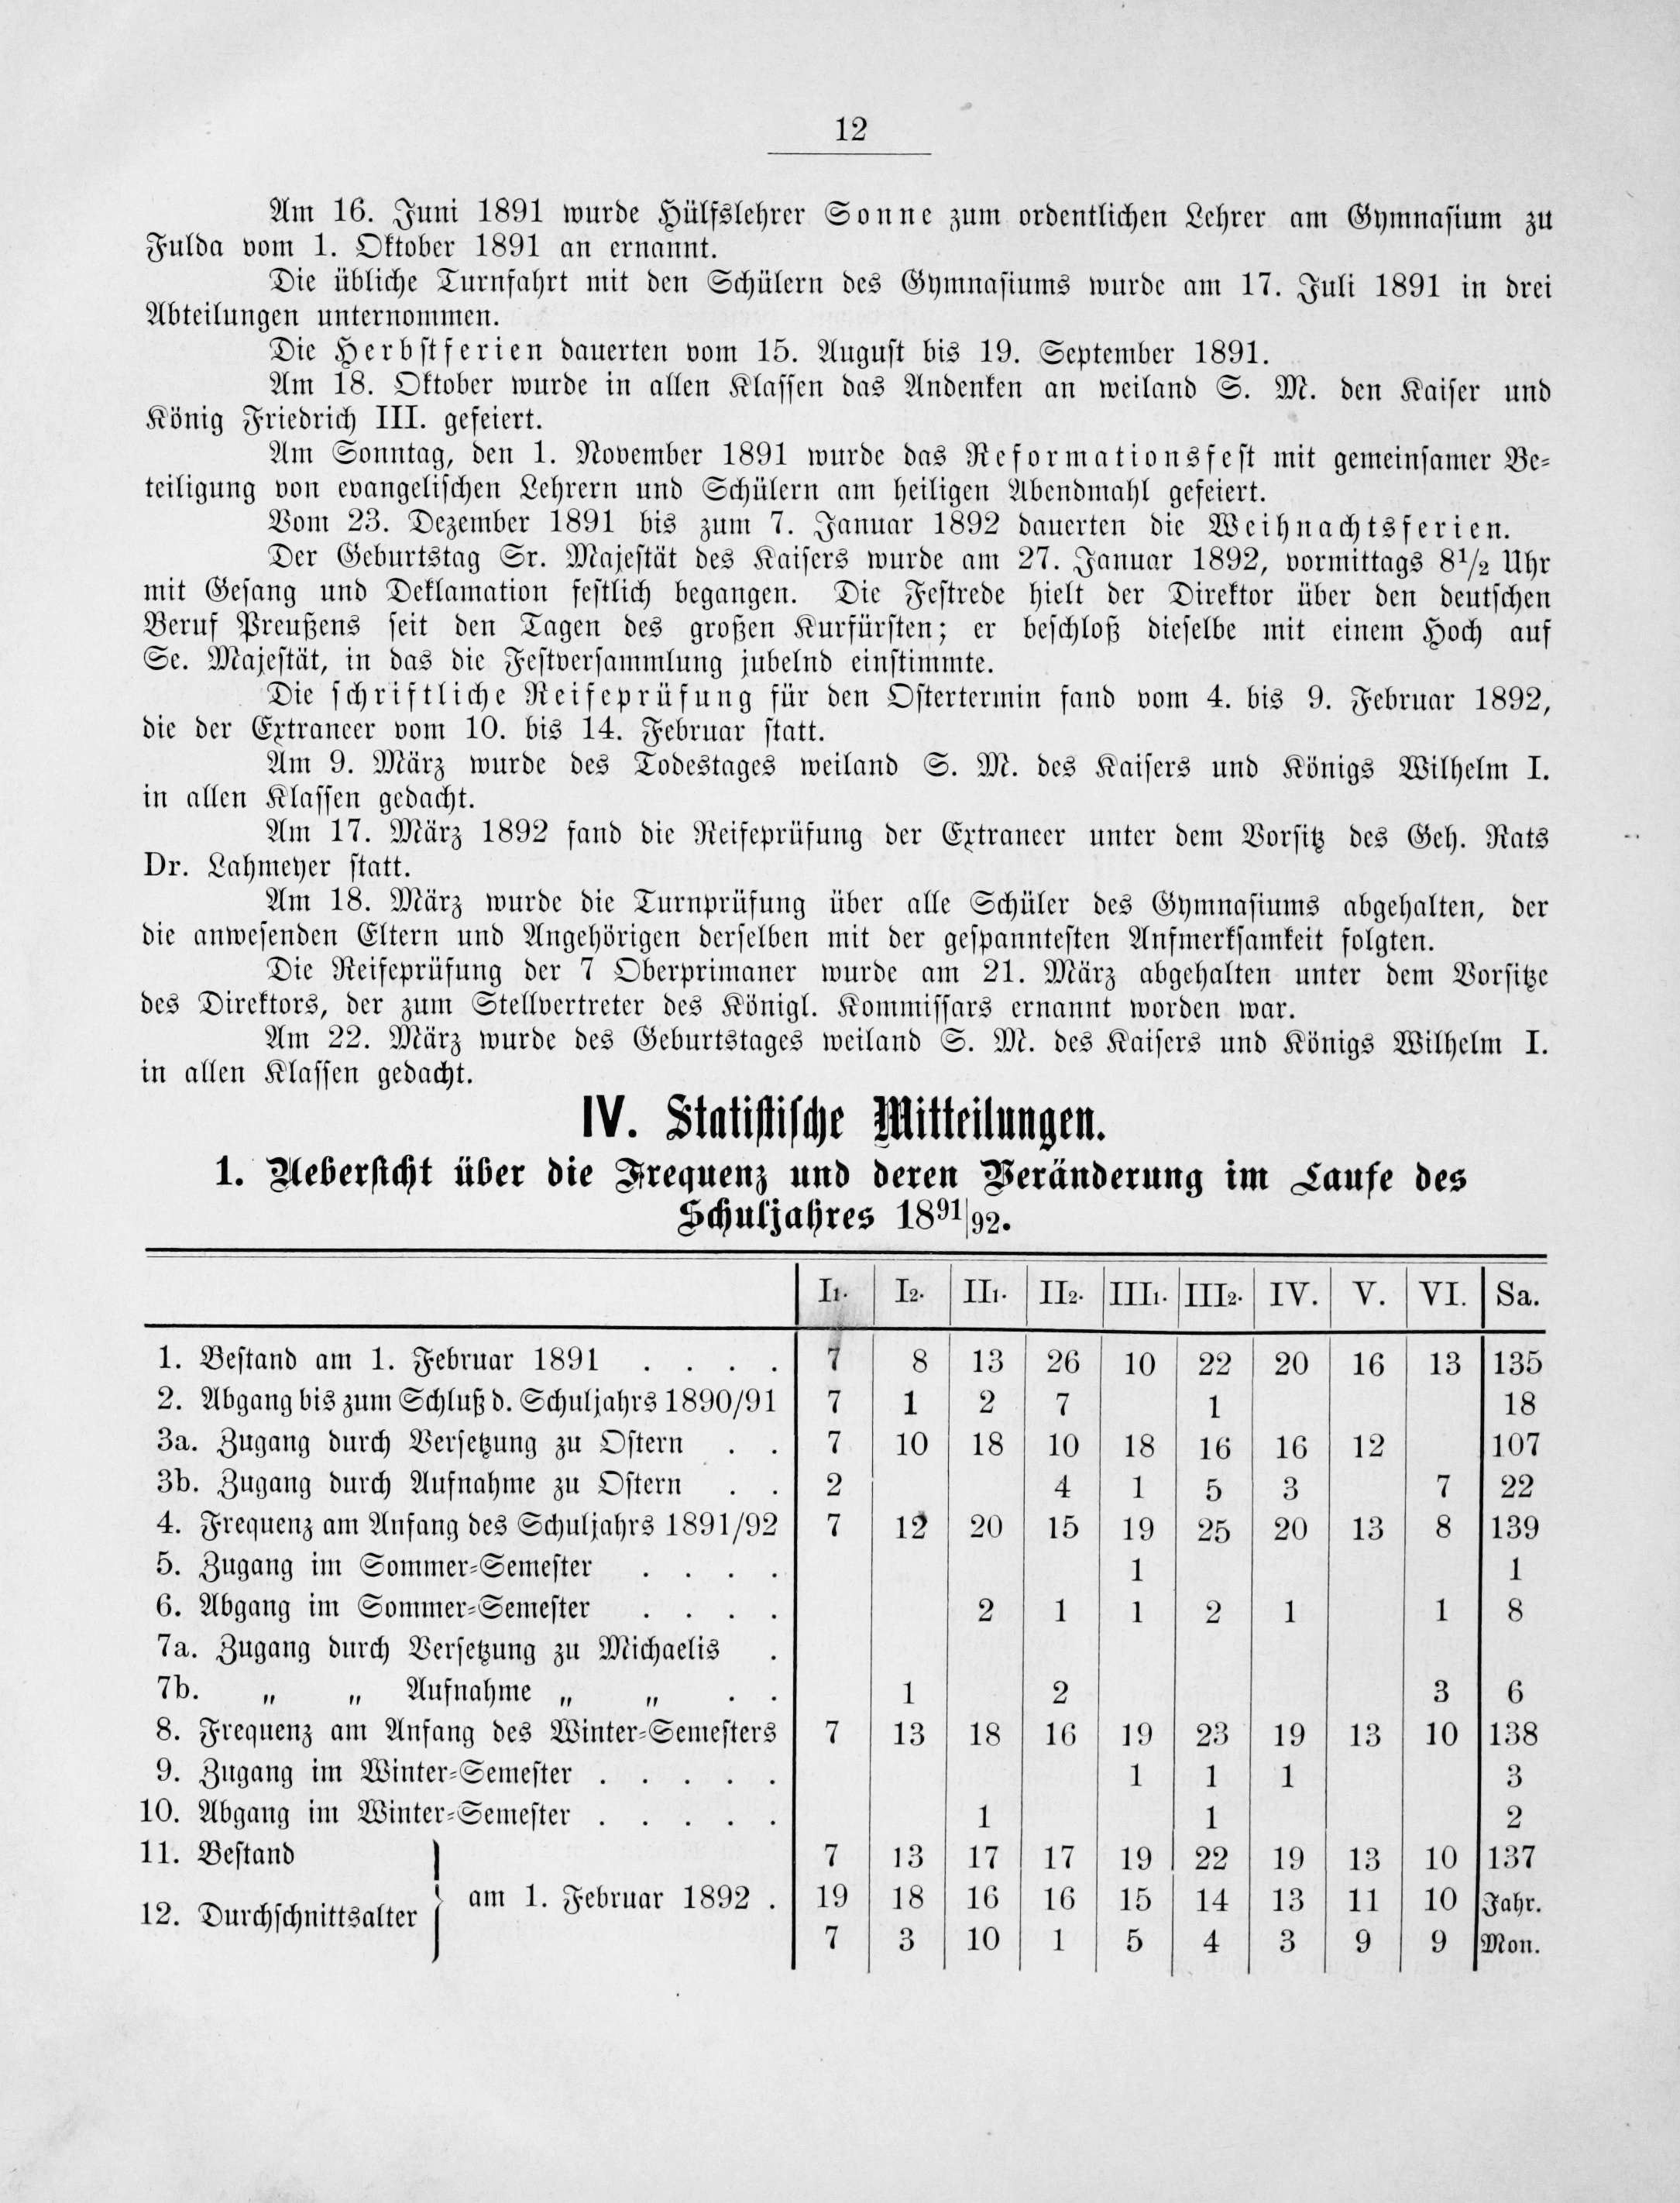 12
Am 16. Juni 1891 wurde Hülfslehrer Sonne zum ordentlichen Lehrer am Gymnasium zu
Fulda vom 1. Oktober 1891 an ernannt.
Die übliche Turnfahrt mit den Schülern des Gymnasiums wurde am 17. Juli 1891 in drei
Abteilungen unternommen.
Die Herbstferien dauerten vom 15. August bis 19. September 1891.
Am 18. Oktober wurde in allen Klassen das Andenken an weiland S. M. den Kaiser und
König Friedrich III. gefeiert.
Am Sonntag, den 1. November 1891 wurde das Reformationsfest mit gemeinsamer Be-
teiligung von evangelischen Lehrern und Schülern am heiligen Abendmahl gefeiert.
Vom 23. Dezember 1891 bis zum 7. Januar 1892 dauerten die Weihnachtsferien.
Der Geburtstag Sr. Majestät des Kaisers wurde am 27. Januar 1892, vormittags 8½ Uhr
mit Gesang und Deklamation festlich begangen. Die Festrede hielt der Direktor über den deutschen
Beruf Preußens seit den Tagen des großen Kurfürsten; er beschloß dieselbe mit einem Hoch auf
Se. Majestät, in das die Festversammlung jubelnd einstimmte.
Die schriftliche Reifeprüfung für den Ostertermin fand vom 4. bis 9. Februar 1892,
die der Extraneer vom 10. bis 14. Februar statt.
Am 9. März wurde des Todestages weiland S. M. des Kaisers und Königs Wilhelm I.
in allen Klassen gedacht.
Am 17. März 1892 fand die Reifeprüfung der Extraneer unter dem Vorsitz des Geh. Rats
Dr. Lahmeyer statt.
Am 18. März wurde die Turnprüfung über alle Schüler des Gymnasiums abgehalten, der
die anwesenden Eltern und Angehörigen derselben mit der gespanntesten Anfmerksamkeit folgten.
Die Reifeprüfung der 7 Oberprimaner wurde am 21. März abgehalten unter dem Vorsitze
des Direktors, der zum Stellvertreter des Königl. Kommissars ernannt worden war.
Am 22. März wurde des Geburtstages weiland S. M. des Kaisers und Königs Wilhelm I.
in allen Klassen gedacht.
IV. Statistische Mitteilungen.
1. Uebersicht über die Frequenz und deren Veränderung im Laufe des
Schuljahres 1891/92.
I1. I2. II1. II2. III1. III2. IV. V. VI. Sa.
1. Bestand am 1. Februar 1891 . . . . 7 8 13 26 10 22 20 16 13 135
2. Abgang bis zum Schluß d. Schuljahrs 1890/91 7 1 2 7 1 18
3a. Zugang durch Versetzung zu Ostern . . 7 10 18 10 18 16 16 12 107
3b. Zugang durch Aufnahme zu Ostern . . 2 4 1 5 3 7 22
4. Frequenz am Anfang des Schuljahrs 1891/92 7 12 20 15 19 25 20 13 8 139
5. Zugang im Sommer-Semester . . . . 1 1
6. Abgang im Sommer-Semester . . . . 2 1 1 2 1 1 8
7a. Zugang durch Versetzung zu Michaelis .
7b. " " Aufnahme " " . . 1 2 3 6
8. Frequenz am Anfang des Winter-Semesters 7 13 18 16 19 23 19 13 10 138
9. Zugang im Winter-Semester . . . . . 1 1 1 3
10. Abgang im Winter-Semester . . . . . 1 1 2
11. Bestand 7 13 17 17 19 22 19 13 10 137
am 1. Februar 1892 . 19 18 16 16 15 14 13 11 10 Jahr.
12. Durchschnittsalter
7 3 10 1 5 4 3 9 9 Mon.